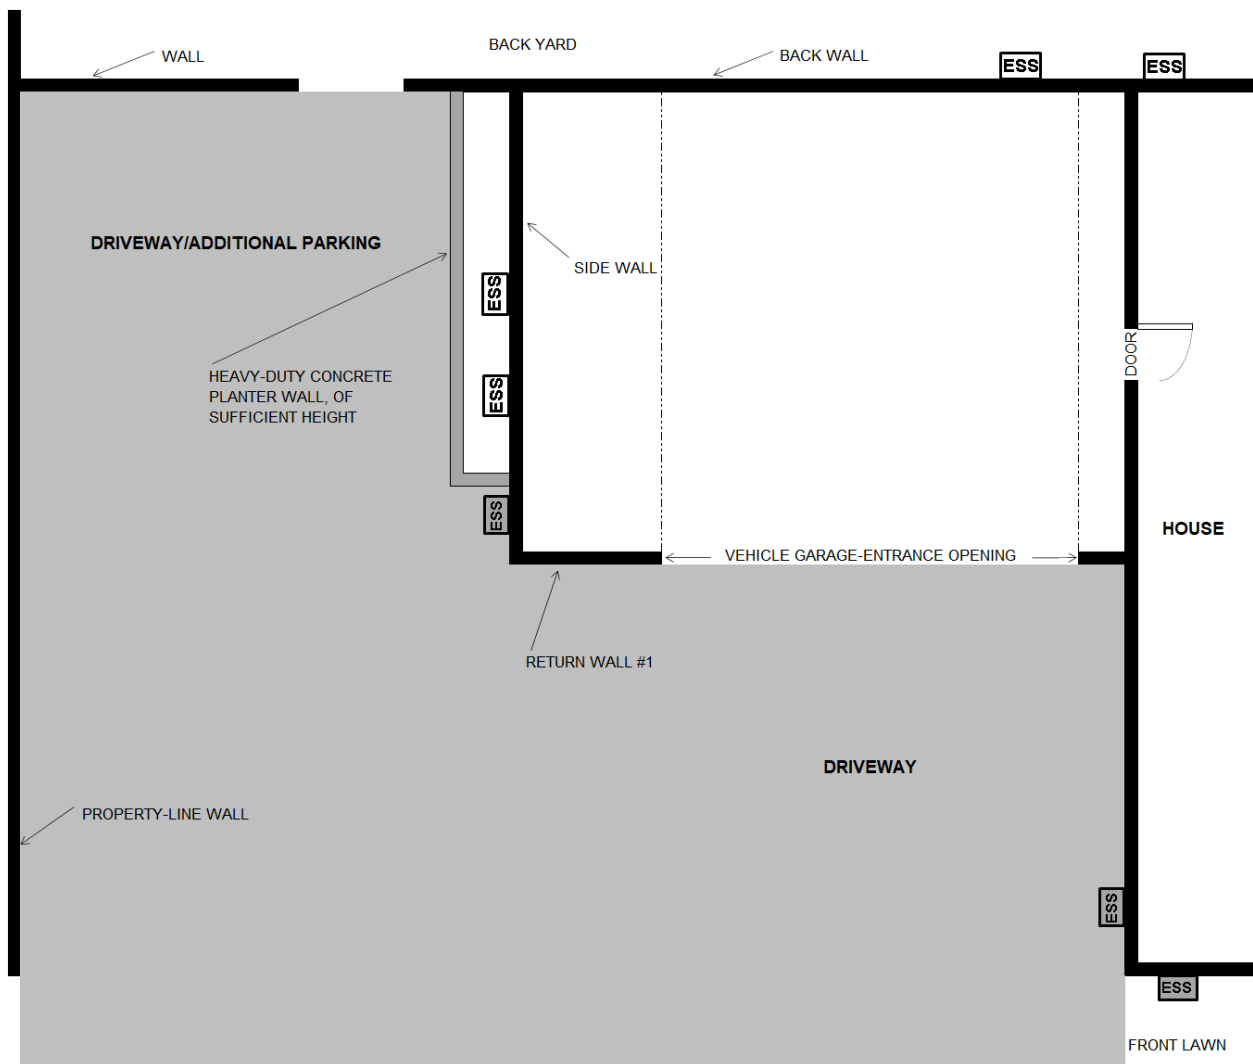 BACK YARD
WALL
BACK WALL
ESS
ESS
DRIVEWAY/ADDITIONAL PARKING
SIDE WALL
ESS
DOOR
HEAVY-DUTY CONCRETE
PLANTER WALL, OF
SUFFICIENT HEIGHT
ESS
ESS
HOUSE
VEHICLE GARAGE-ENTRANCE OPENING
RETURN WALL #1
DRIVEWAY
PROPERTY-LINE WALL
ESS
ESS
FRONT LAWN